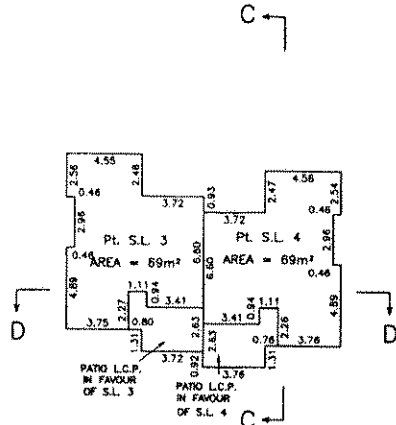 C
4.55
2.56
2.48
0.46
3.72
0.93
4.58
2.47
2.54
3.72
0.46
2.96
Pt. S.L. 3
AREA = 69m²
6.60
6.60
Pt. S.L. 4
AREA = 69m²
2.96
0.46
0.46
4.89
1.11
0.94
3.41
2.27
3.75
0.80
1.31
3.72
2.63
2.63
0.92
3.41
0.94
1.11
2.26
0.76
3.76
4.89
1.31
3.76
D
D
PATIO L.C.P.
IN FAVOUR
OF S.L. 3
PATIO L.C.P.
IN FAVOUR
OF S.L. 4
C